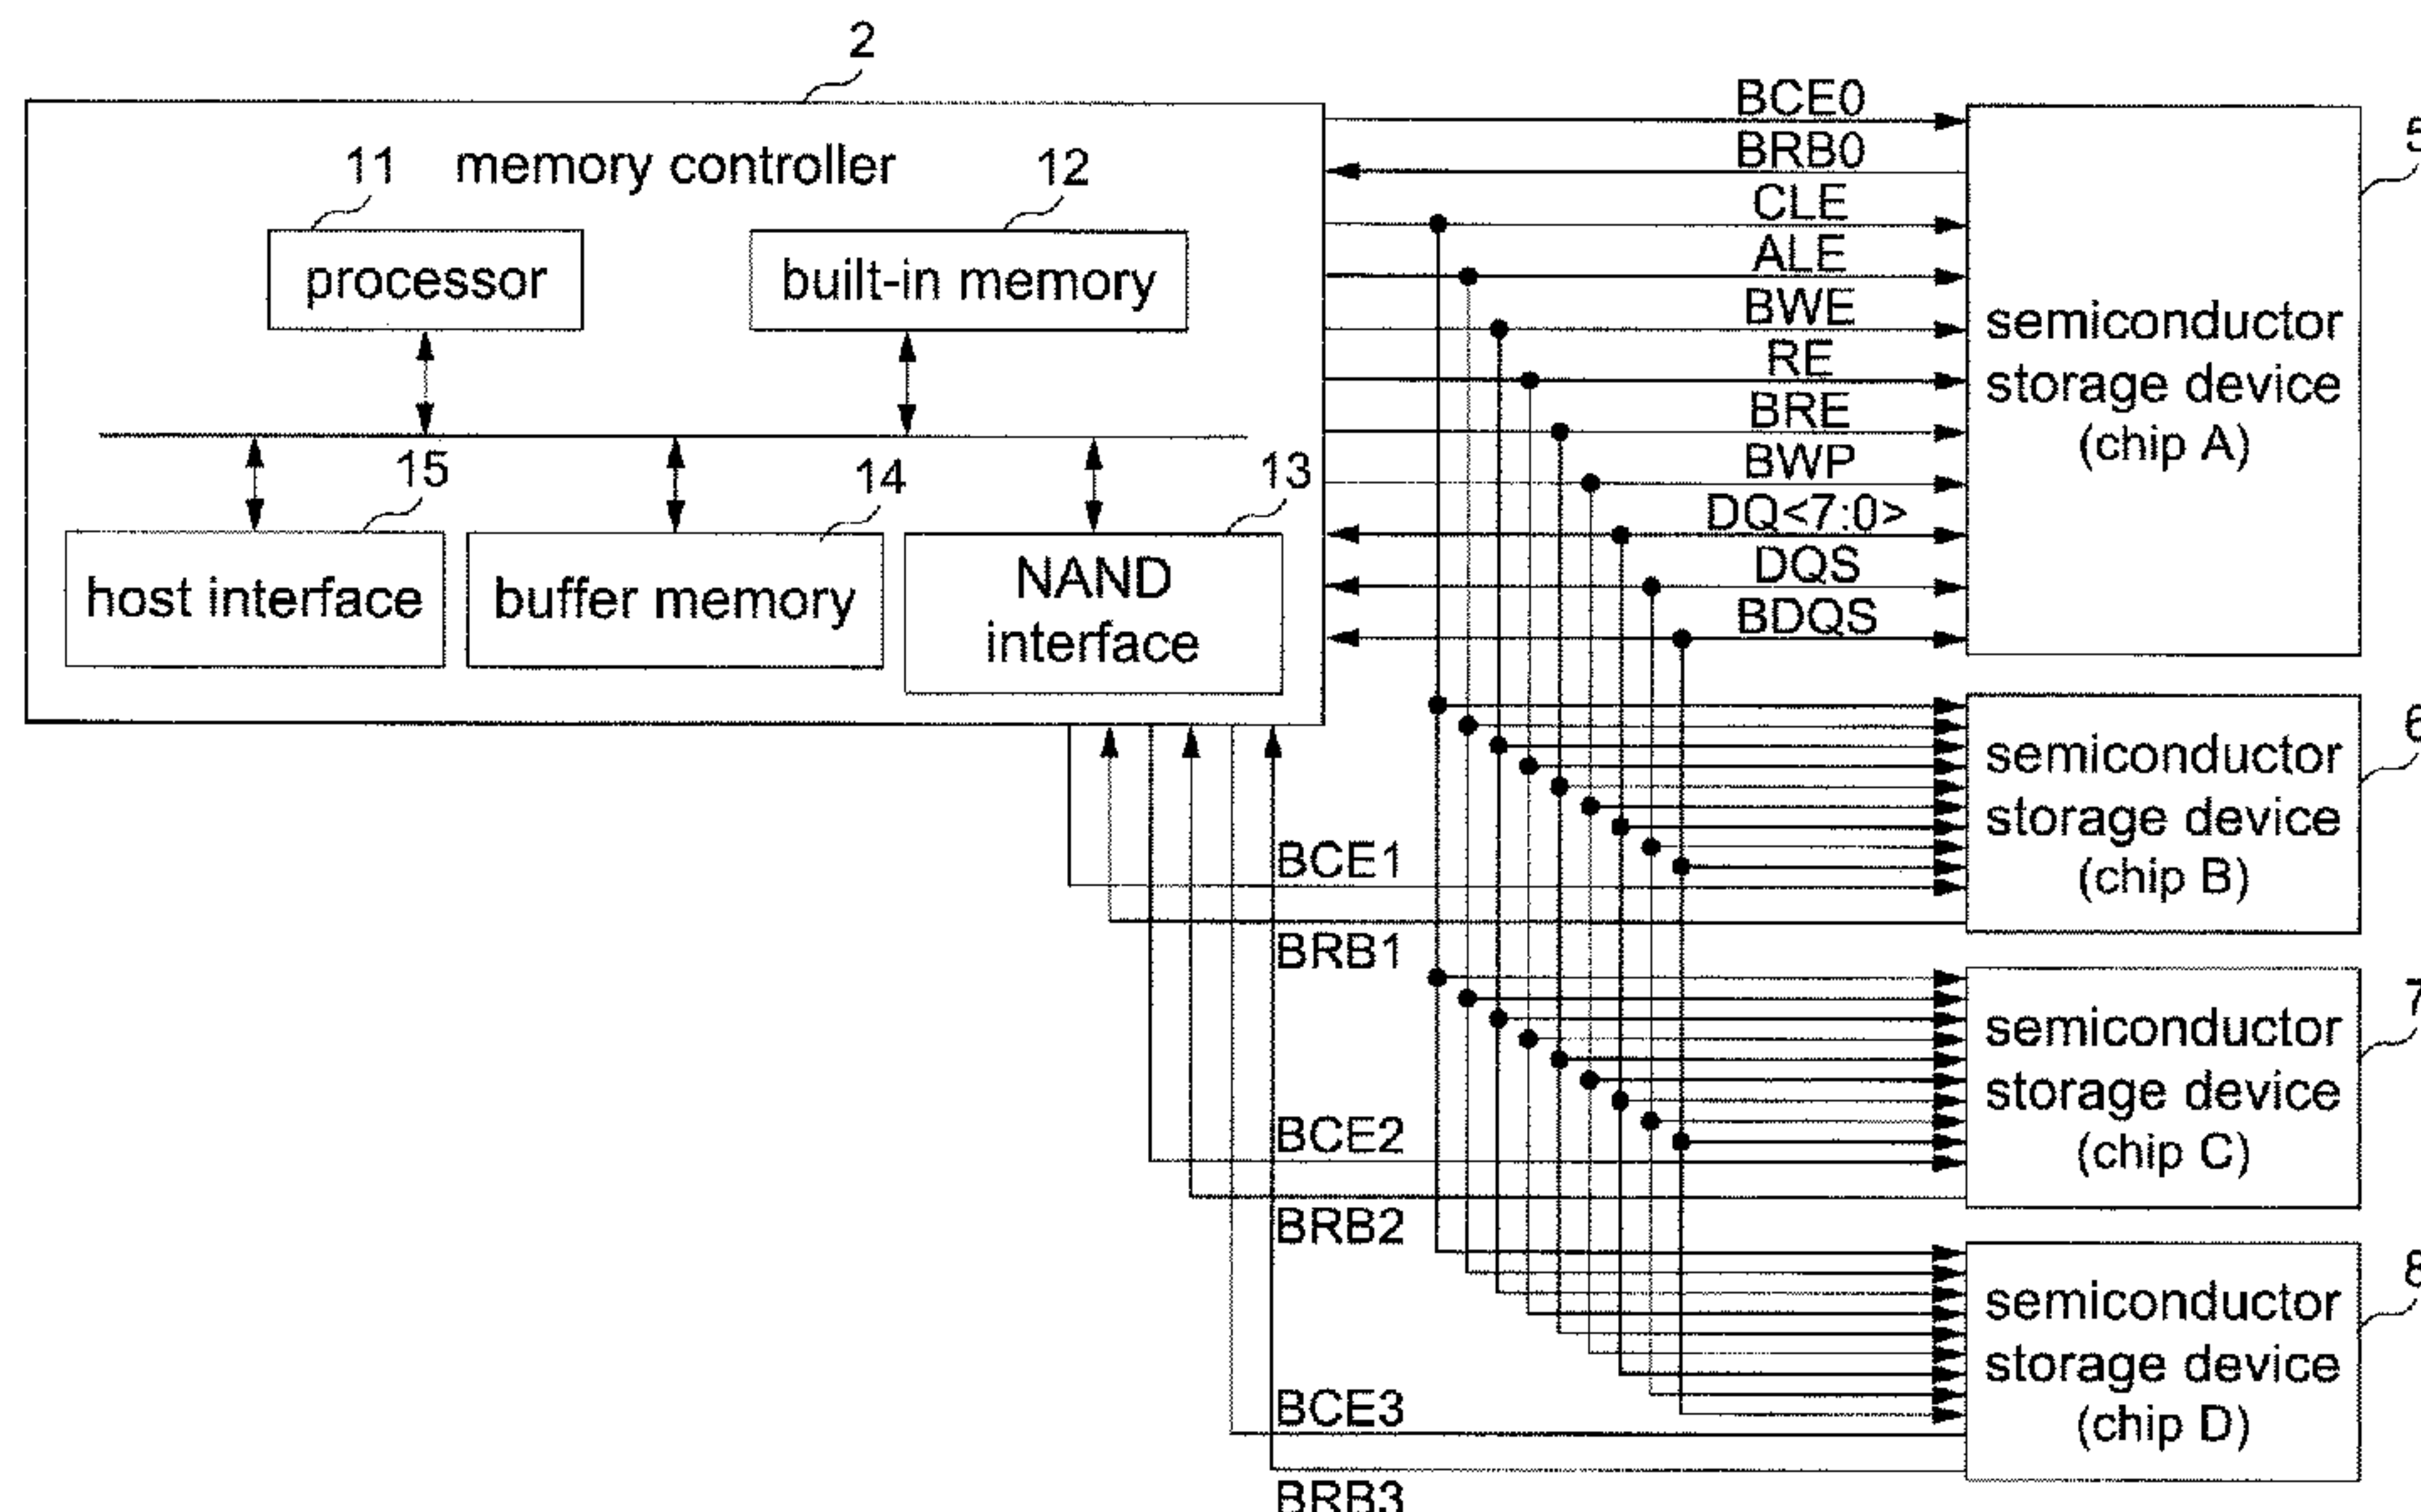 2
memory controller
11
12
processor
built-in memory
15
14
13
host interface
buffer memory
NAND
interface
BCE0
BRB0
CLE
ALE
BWE
RE
BRE
BWP
DQ<7:0>
DQS
BDQS
5
semiconductor
storage device
(chip A)
6
semiconductor
storage device
(chip B)
BCE1
BRB1
7
semiconductor
storage device
(chip C)
BCE2
BRB2
8
semiconductor
storage device
(chip D)
BCE3
BRB3